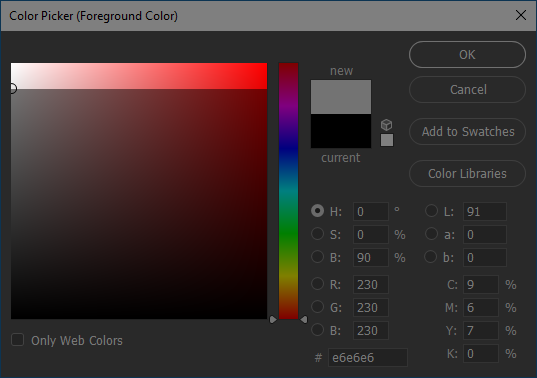 Color Picker (Foreground Color)
new
current
OK
Cancel
Add to Swatches
Color Libraries
H: 0 °
S: 0 %
B: 90 %
R: 230
G: 230
B: 230
# e6e6e6
L: 91
a: 0
b: 0
C: 9 %
M: 6 %
Y: 7 %
K: 0 %
Only Web Colors